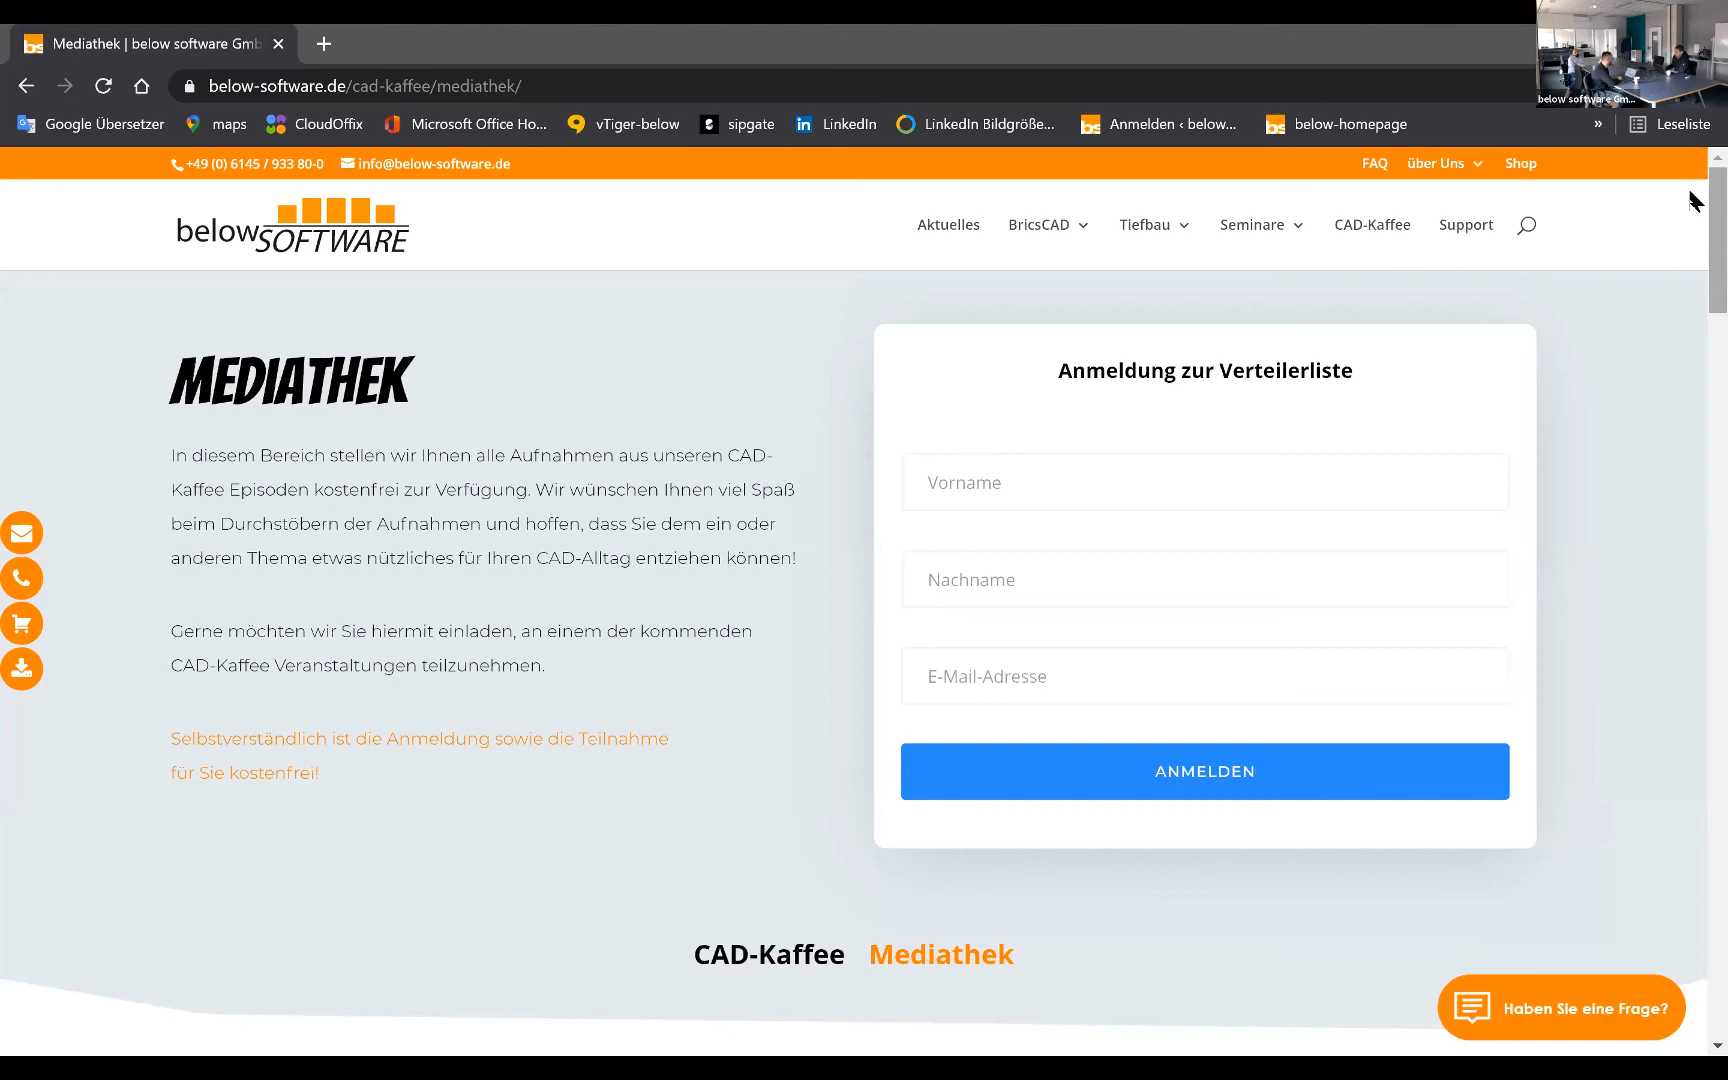 Mediathek | below software Gmb
below-software.de/cad-kaffee/mediathek/
below software Gm...
Google Übersetzer maps CloudOffix Microsoft Office Ho... vTiger-below sipgate LinkedIn LinkedIn Bildgröße... Anmelden ‹ below... below-homepage » Leseliste
+49 (0) 6145 / 933 80-0 info@below-software.de FAQ über Uns Shop
below SOFTWARE
Aktuelles BricsCAD Tiefbau Seminare CAD-Kaffee Support
MEDIATHEK
In diesem Bereich stellen wir Ihnen alle Aufnahmen aus unseren CAD-
Kaffee Episoden kostenfrei zur Verfügung. Wir wünschen Ihnen viel Spaß
beim Durchstöbern der Aufnahmen und hoffen, dass Sie dem ein oder
anderen Thema etwas nützliches für Ihren CAD-Alltag entziehen können!
Gerne möchten wir Sie hiermit einladen, an einem der kommenden
CAD-Kaffee Veranstaltungen teilzunehmen.
Selbstverständlich ist die Anmeldung sowie die Teilnahme
für Sie kostenfrei!
Anmeldung zur Verteilerliste
Vorname
Nachname
E-Mail-Adresse
ANMELDEN
CAD-Kaffee Mediathek
Haben Sie eine Frage?